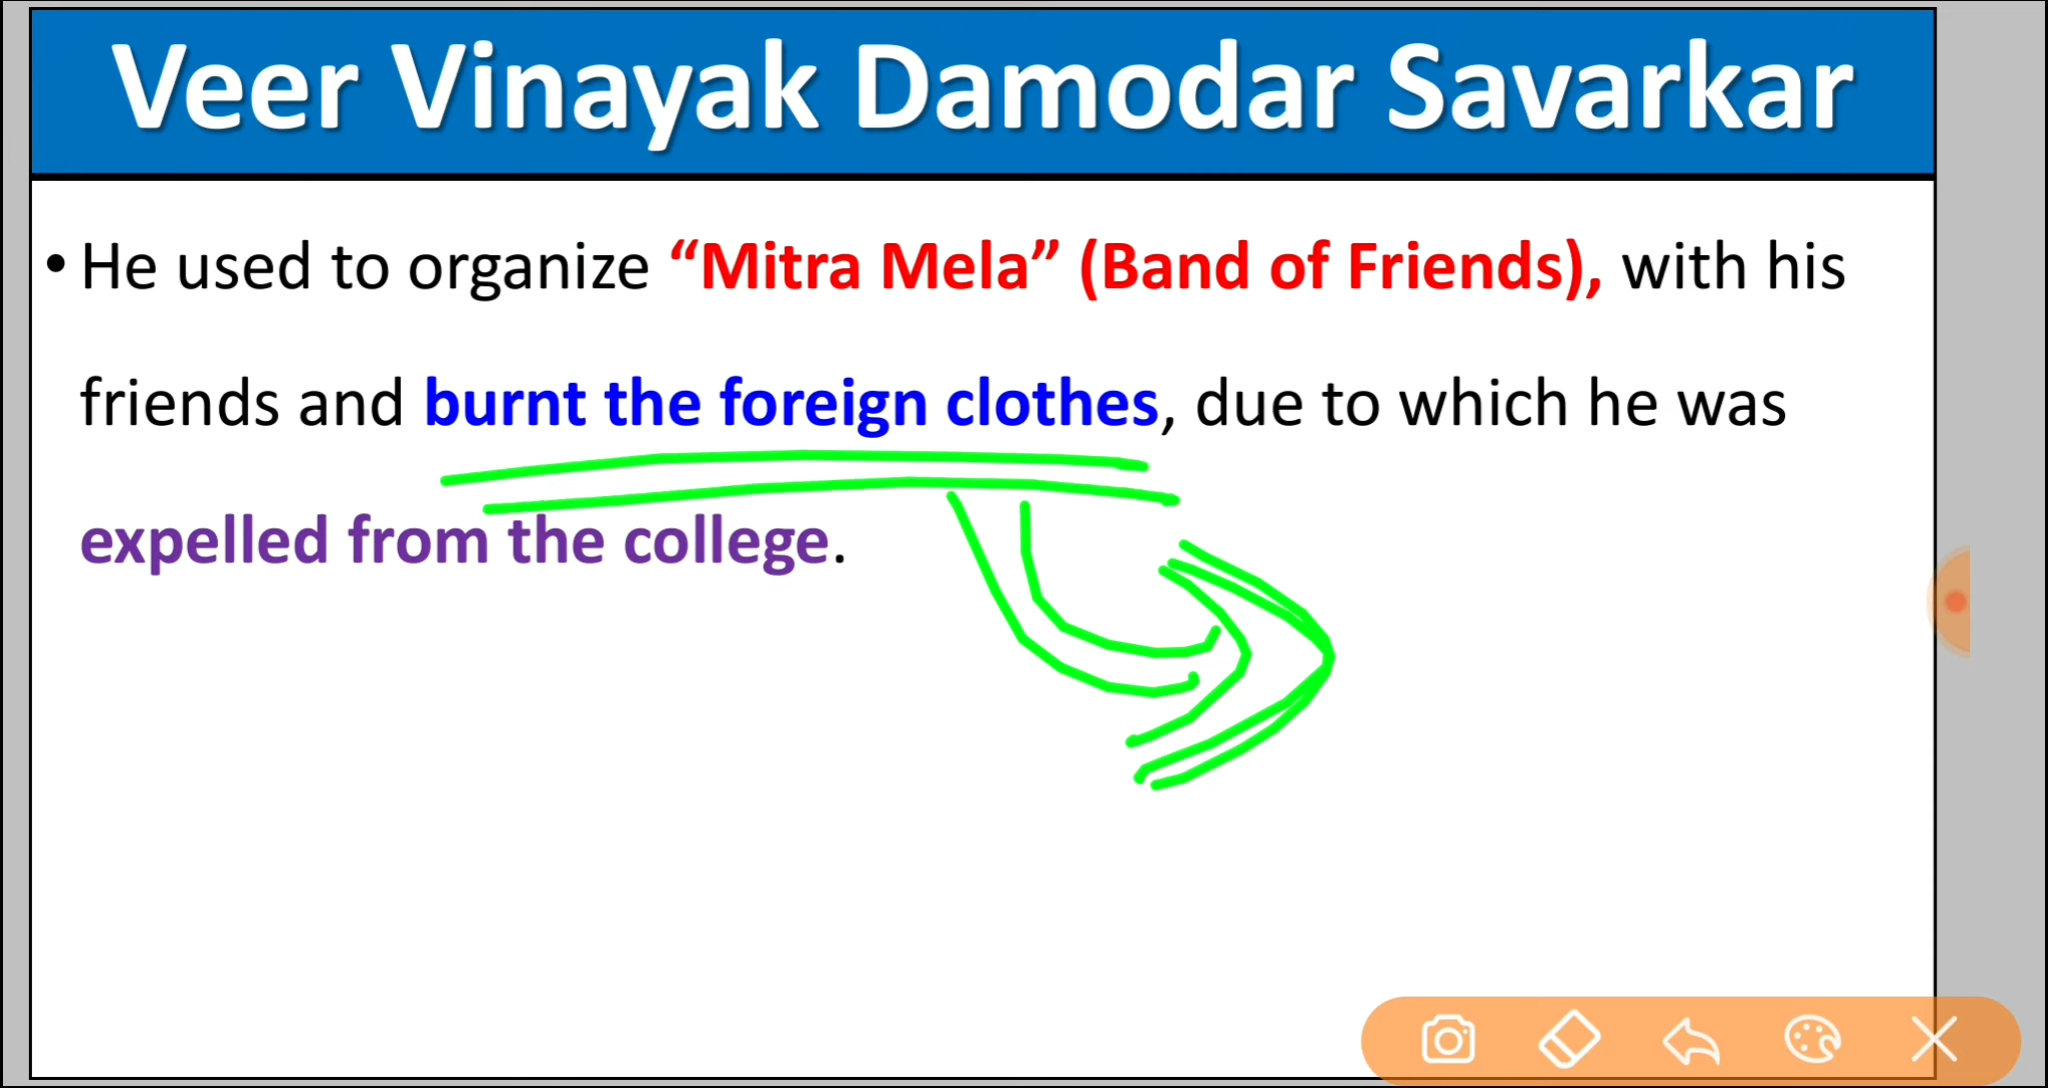 Veer Vinayak Damodar Savarkar
• He used to organize “Mitra Mela” (Band of Friends), with his
friends and burnt the foreign clothes, due to which he was
expelled from the college.